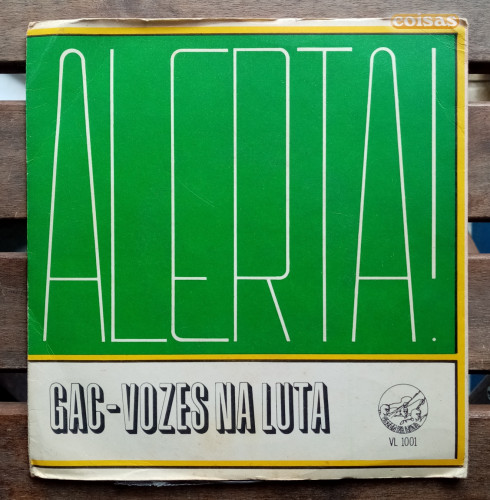 coisas
ALERTA!
GAC-VOZES NA LUTA
VL 1001